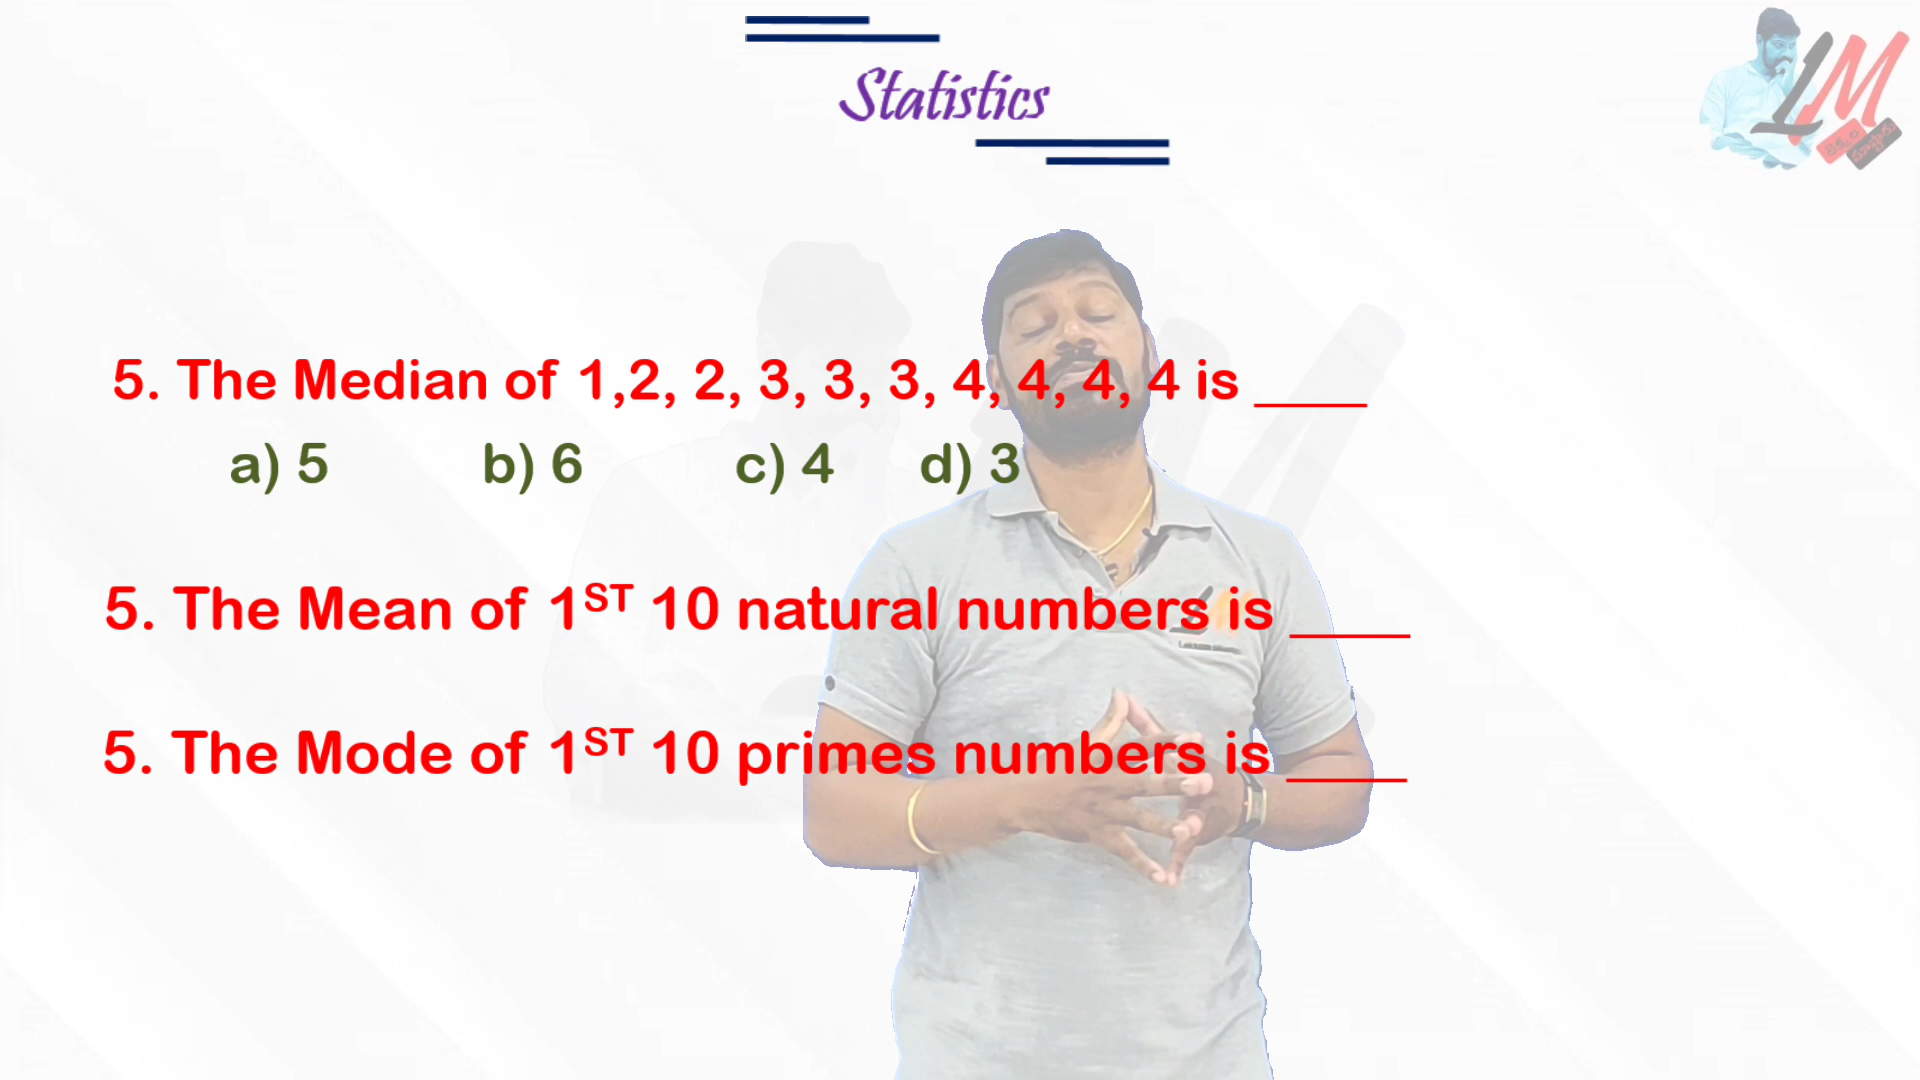 Statistics
LM
5. The Median of 1,2, 2, 3, 3, 3, 4, 4, 4, 4 is ____
a) 5 b) 6 c) 4 d) 3
5. The Mean of 1ST 10 natural numbers is ____
5. The Mode of 1ST 10 primes numbers is ____